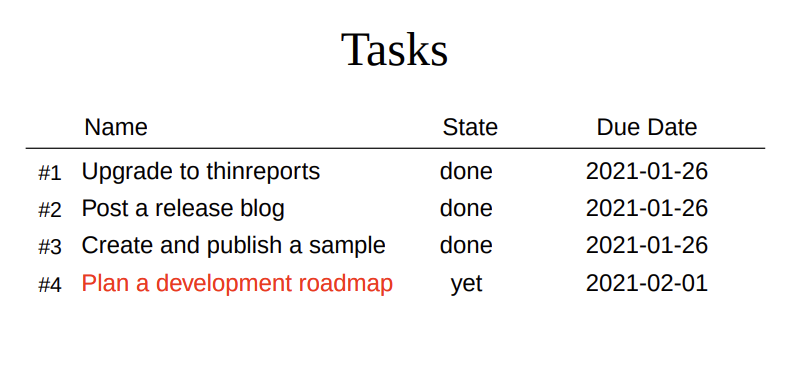 Tasks
Name State Due Date
#1 Upgrade to thinreports done 2021-01-26
#2 Post a release blog done 2021-01-26
#3 Create and publish a sample done 2021-01-26
#4 Plan a development roadmap yet 2021-02-01